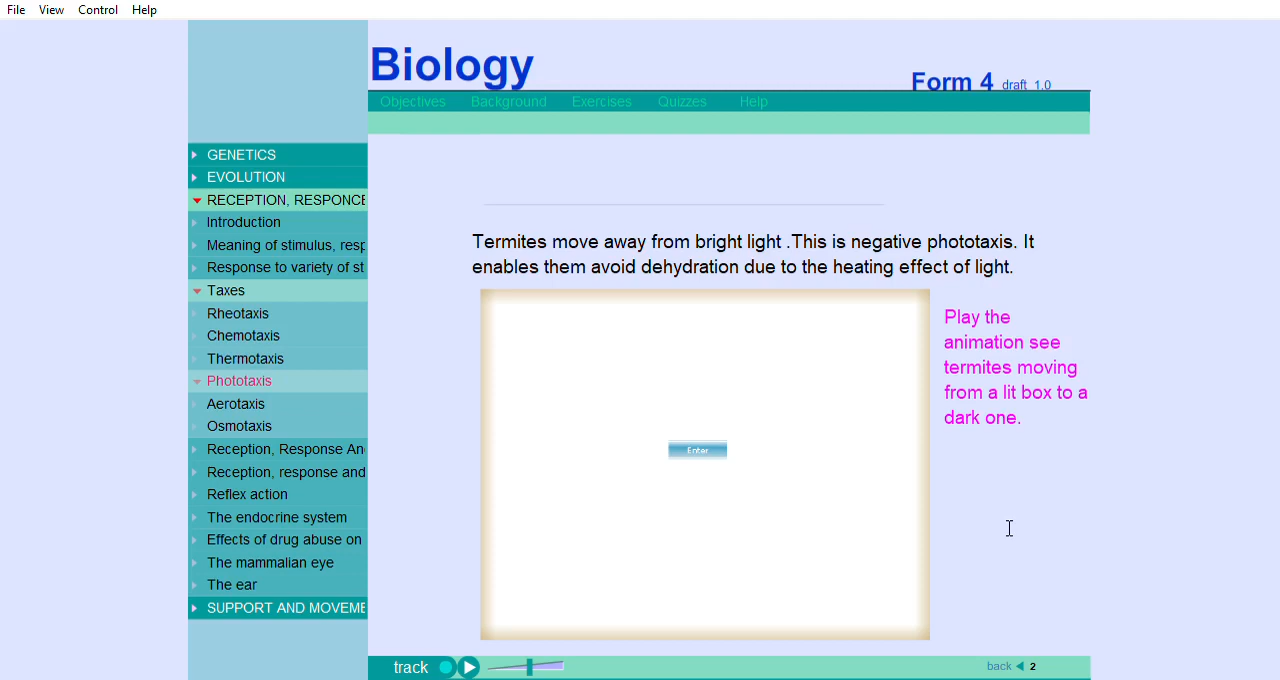 File View Control Help
Biology
Form 4 draft 1.0
Objectives Background Exercises Quizzes Help
GENETICS
EVOLUTION
RECEPTION, RESPONCE
Introduction
Meaning of stimulus, resp
Response to variety of st
Taxes
Rheotaxis
Chemotaxis
Thermotaxis
Phototaxis
Aerotaxis
Osmotaxis
Reception, Response An
Reception, response and
Reflex action
The endocrine system
Effects of drug abuse on
The mammalian eye
The ear
SUPPORT AND MOVEME
Termites move away from bright light .This is negative phototaxis. It
enables them avoid dehydration due to the heating effect of light.
Enter
Play the
animation see
termites moving
from a lit box to a
dark one.
track
back 2